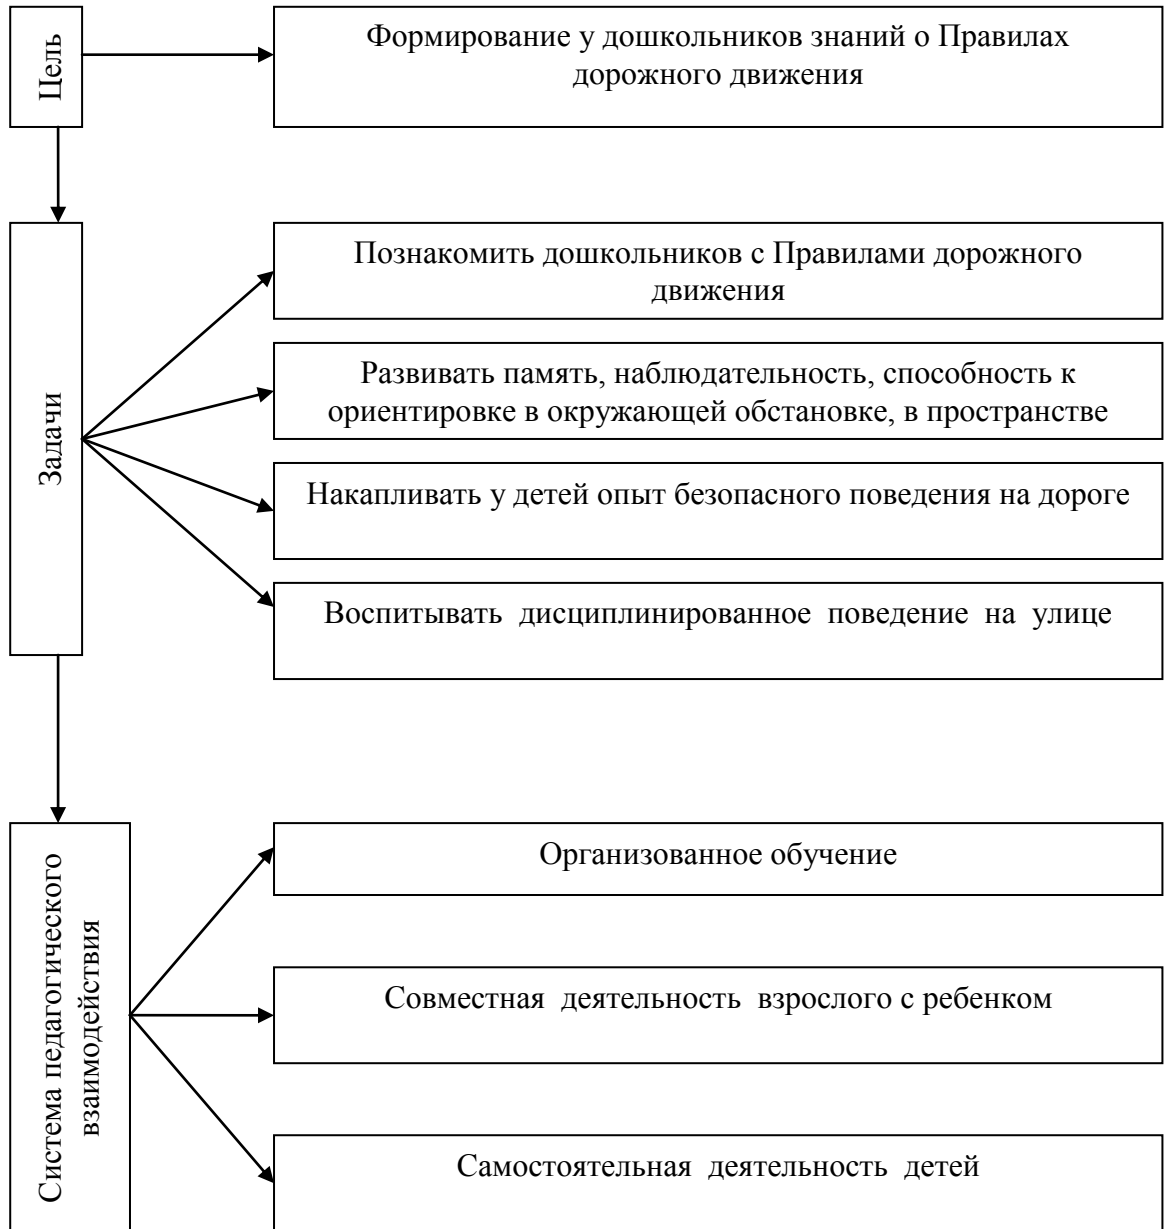 Цель
Формирование у дошкольников знаний о Правилах
дорожного движения
Задачи
Познакомить дошкольников с Правилами дорожного
движения
Развивать память, наблюдательность, способность к
ориентировке в окружающей обстановке, в пространстве
Накапливать у детей опыт безопасного поведения на дороге
Воспитывать дисциплинированное поведение на улице
Система педагогического
взаимодействия
Организованное обучение
Совместная деятельность взрослого с ребенком
Самостоятельная деятельность детей